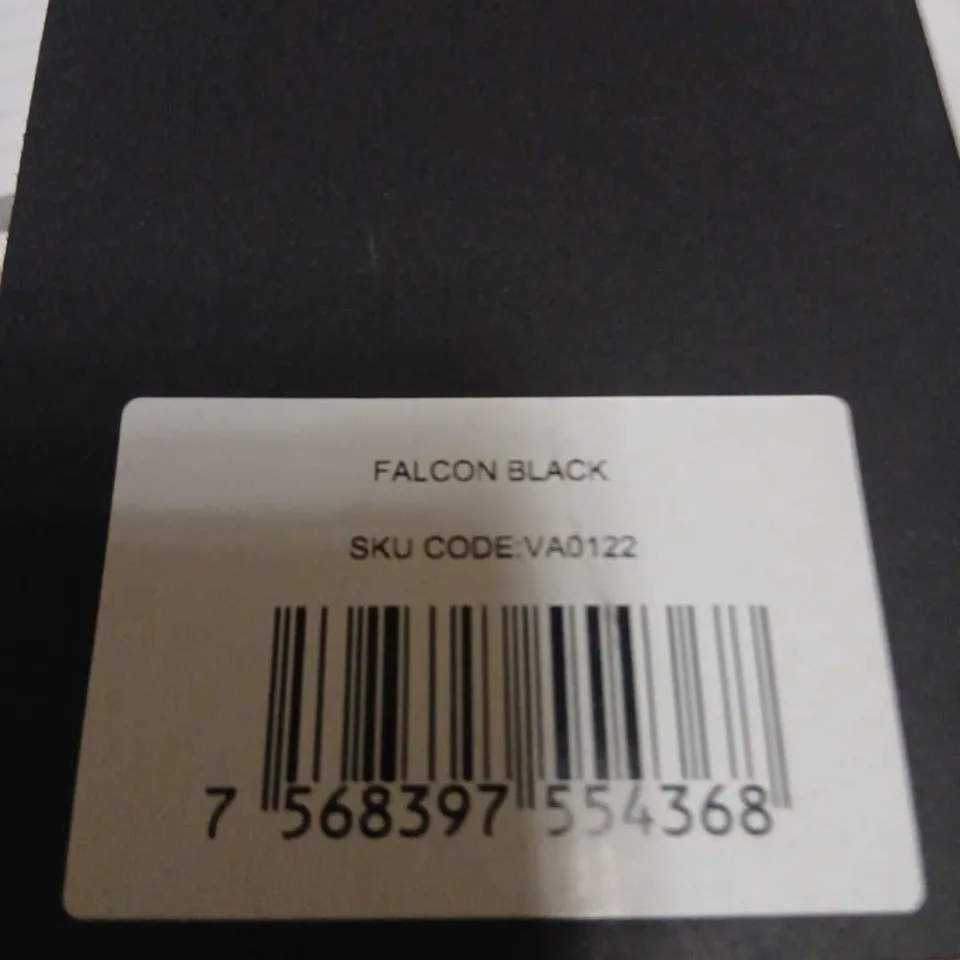 FALCON BLACK
SKU CODE:VA0122
7 568397 554368